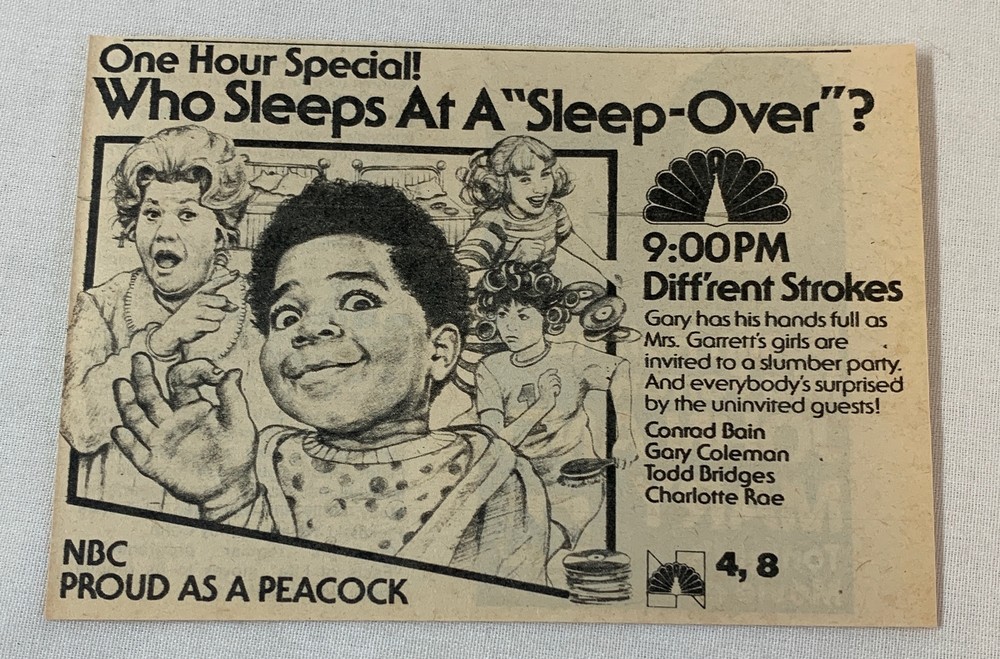 One Hour Special!
Who Sleeps At A "Sleep-Over"?
9:00PM
Diff'rent Strokes
Gary has his hands full as
Mrs. Garrett's girls are
invited to a slumber party.
And everybody's surprised
by the uninvited guests!
Conrad Bain
Gary Coleman
Todd Bridges
Charlotte Rae
4, 8
NBC
PROUD AS A PEACOCK